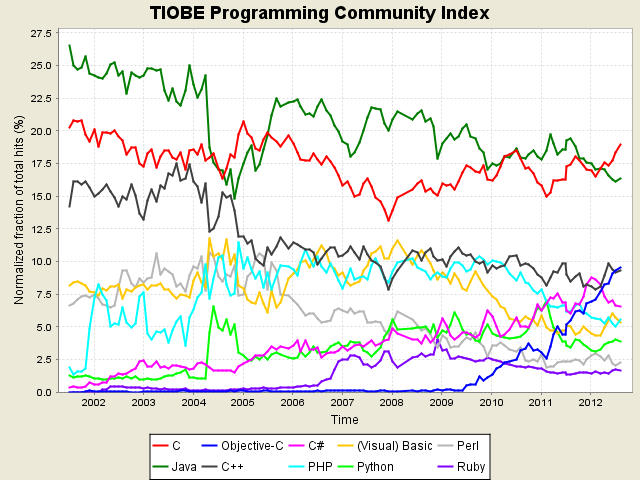 TIOBE Programming Community Index
Normalized fraction of total hits (%)
27.5
25.0
22.5
20.0
17.5
15.0
12.5
10.0
7.5
5.0
2.5
0.0
2002 2003 2004 2005 2006 2007 2008 2009 2010 2011 2012
Time
C Objective-C C# (Visual) Basic Perl
Java C++ PHP Python Ruby